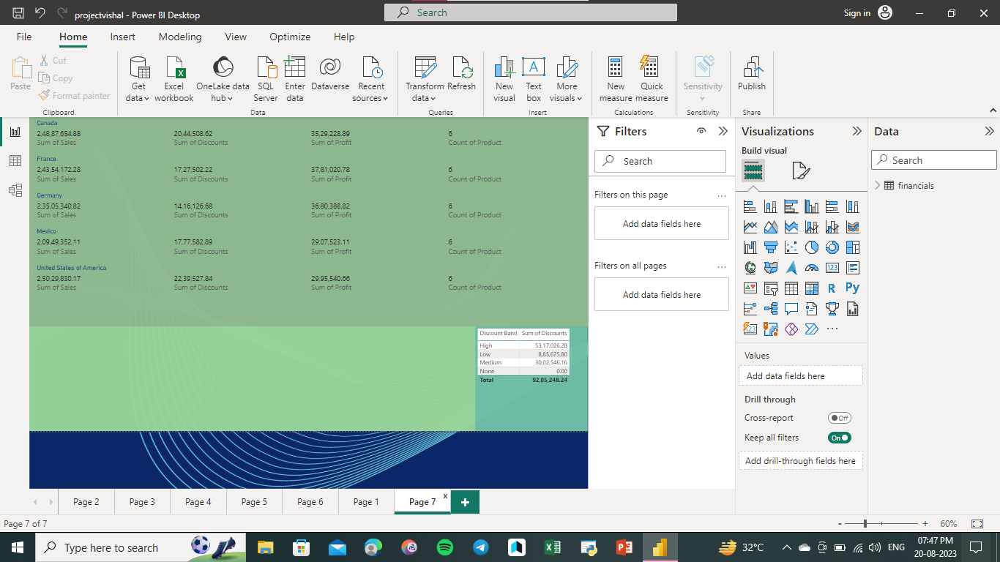 projectvishal - Power BI Desktop
Search
Sign in
File Home Insert Modeling View Optimize Help
Paste
Cut
Copy
Format painter
Clipboard
Get data
Excel workbook
OneLake data hub
SQL Server
Enter data
Dataverse
Recent sources
Data
Transform data
Refresh
Queries
New visual
Text box
More visuals
Insert
New measure
Quick measure
Calculations
Sensitivity
Sensitivity
Publish
Share
Canada
2,48,87,654.88 20,44,508.62 35,29,228.89 6
Sum of Sales Sum of Discounts Sum of Profit Count of Product
France
2,43,54,172.28 17,27,502.22 37,81,020.78 6
Sum of Sales Sum of Discounts Sum of Profit Count of Product
Germany
2,35,05,340.82 14,16,126.68 36,80,388.82 6
Sum of Sales Sum of Discounts Sum of Profit Count of Product
Mexico
2,09,49,352.11 17,77,582.89 29,07,523.11 6
Sum of Sales Sum of Discounts Sum of Profit Count of Product
United States of America
2,50,29,830.17 22,39,527.84 29,95,540.66 6
Sum of Sales Sum of Discounts Sum of Profit Count of Product
Discount Band Sum of Discounts
High 53,17,026.28
Low 8,85,675.80
Medium 30,02,546.16
None 0.00
Total 92,05,248.24
Filters
Search
Filters on this page ...
Add data fields here
Filters on all pages ...
Add data fields here
Visualizations
Build visual
123
R
Py
123
...
Values
Add data fields here
Drill through
Cross-report Off
Keep all filters On
Add drill-through fields here
Data
Search
financials
Page 2 Page 3 Page 4 Page 5 Page 6 Page 1 Page 7 x +
Page 7 of 7
- + 60%
Type here to search
32°C
ENG
07:47 PM
20-08-2023